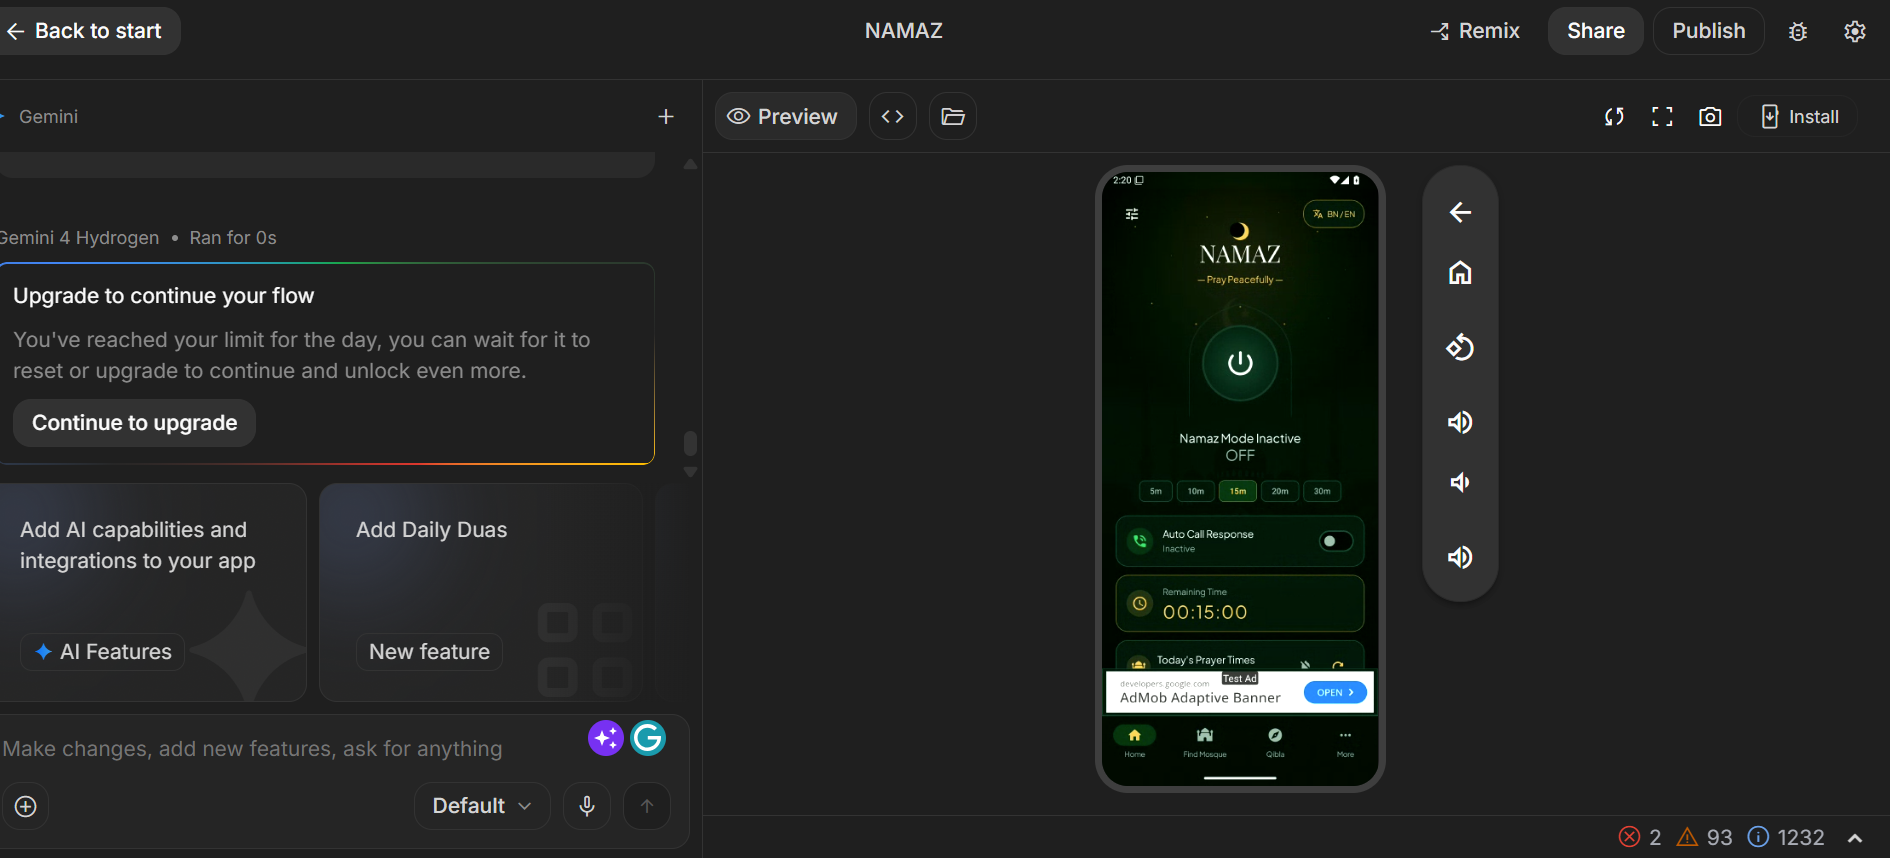 Back to start
NAMAZ
Remix
Share
Publish
Gemini
Preview
Install
Gemini 4 Hydrogen • Ran for 0s
Upgrade to continue your flow
You've reached your limit for the day, you can wait for it to
reset or upgrade to continue and unlock even more.
Continue to upgrade
Add AI capabilities and
integrations to your app
AI Features
Add Daily Duas
New feature
Make changes, add new features, ask for anything
Default
2:20
BN/EN
NAMAZ
— Pray Peacefully —
Namaz Mode Inactive
OFF
5m 10m 15m 20m 30m
Auto Call Response
Inactive
Remaining Time
00:15:00
Today's Prayer Times
Test Ad
developers.google.com
AdMob Adaptive Banner
OPEN
Home Find Mosque Qibla More
2 93 1232